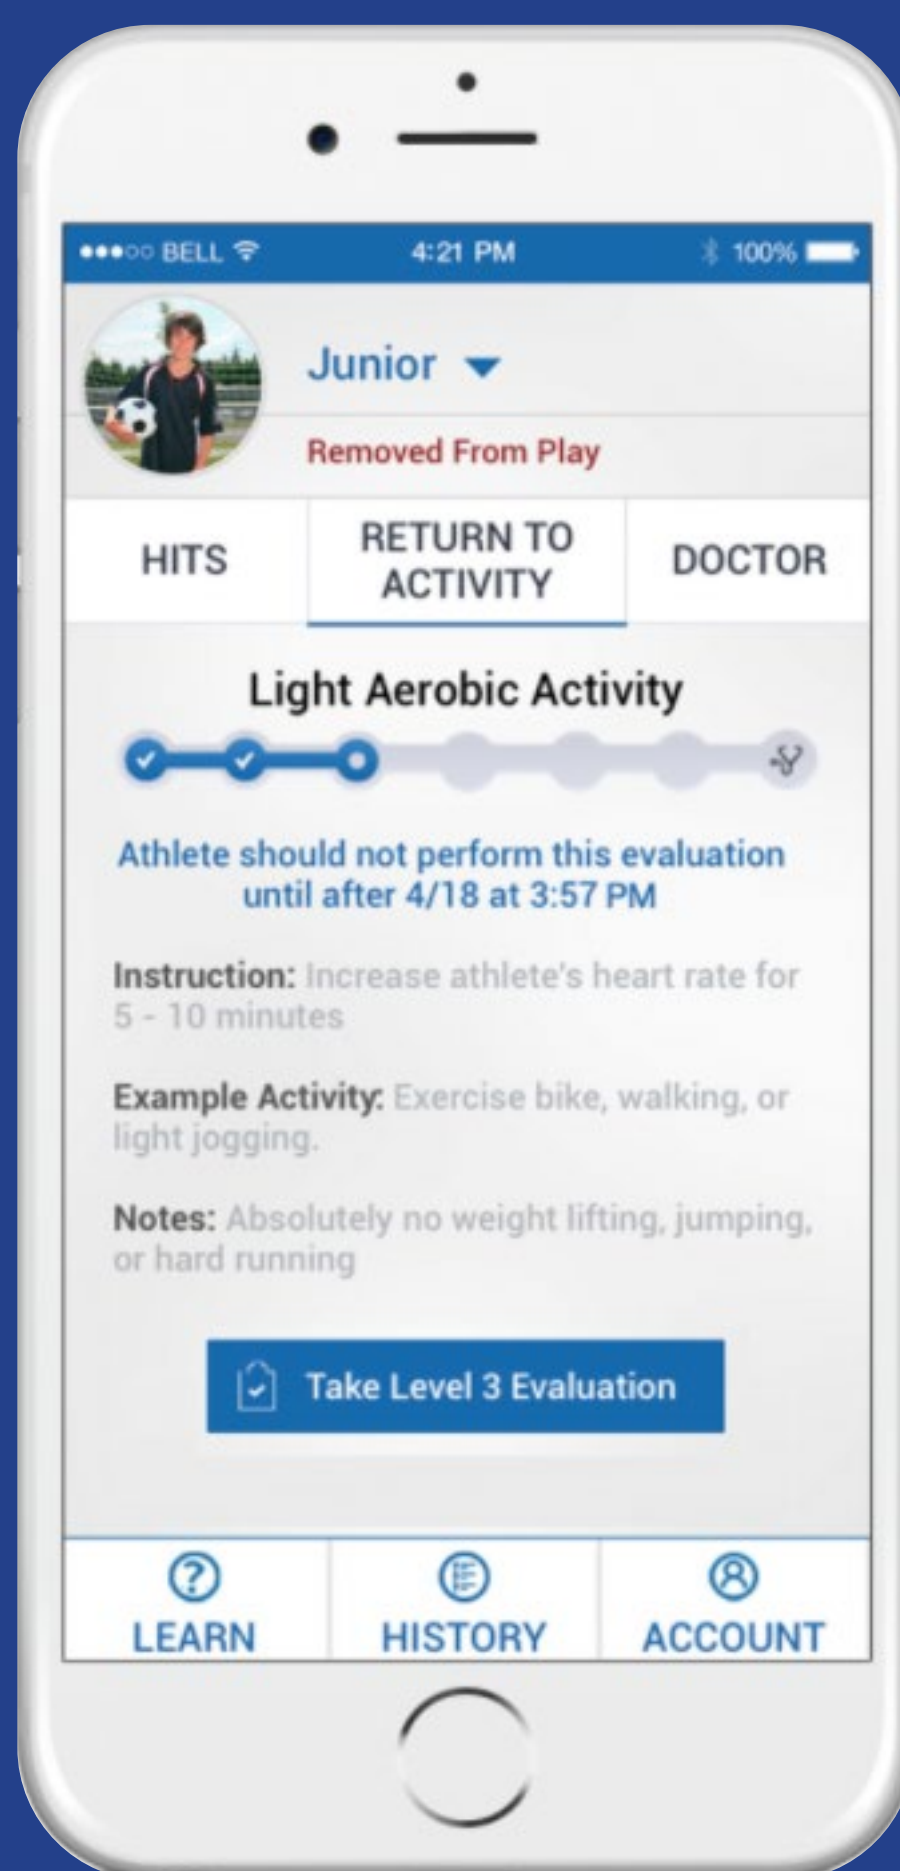 BELL 4:21 PM 100%
Junior
Removed From Play
HITS
RETURN TO
ACTIVITY
DOCTOR
Light Aerobic Activity
Athlete should not perform this evaluation
until after 4/18 at 3:57 PM
Instruction: Increase athlete's heart rate for
5 - 10 minutes
Example Activity: Exercise bike, walking, or
light jogging.
Notes: Absolutely no weight lifting, jumping,
or hard running
Take Level 3 Evaluation
LEARN
HISTORY
ACCOUNT